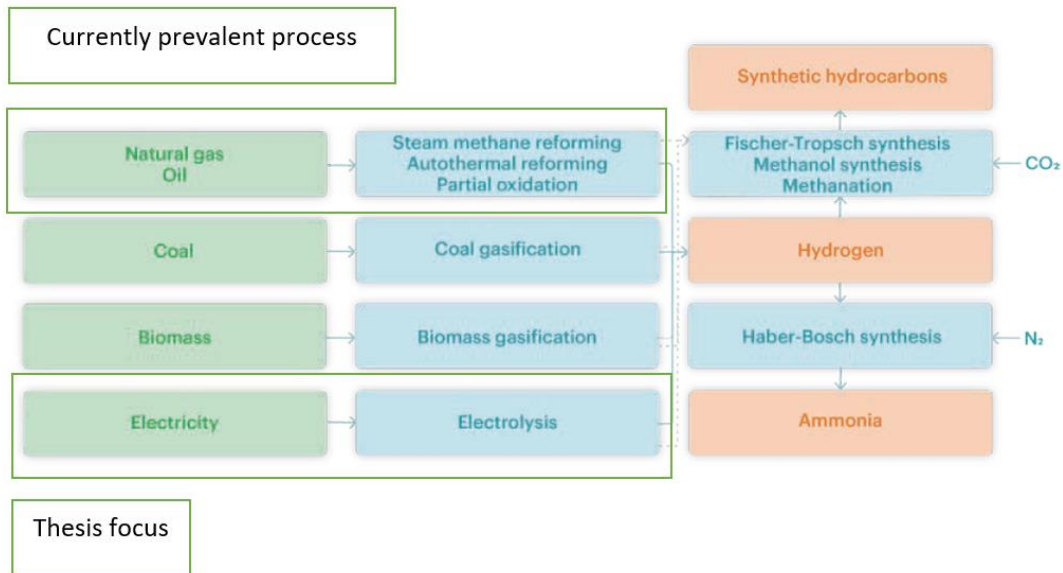 Currently prevalent process
Synthetic hydrocarbons
Natural gas
Oil
Steam methane reforming
Autothermal reforming
Partial oxidation
Fischer-Tropsch synthesis
Methanol synthesis
Methanation
CO₂
Coal
Coal gasification
Hydrogen
Biomass
Biomass gasification
Haber-Bosch synthesis
N₂
Electricity
Electrolysis
Ammonia
Thesis focus